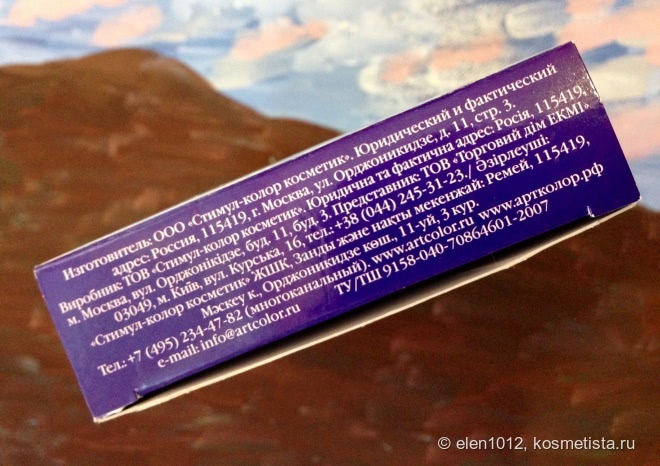 Изготовитель: ООО «Стимул-колор косметик». Юридический и фактический
адрес: Россия, 115419, г. Москва, ул. Орджоникидзе, д. 11, стр. 3.
Виробник: ТОВ «Стимул-колор косметик». Юридична та фактична адрес: Росія, 115419,
м. Москва, вул. Орджонікідзе, буд. 11, буд. 3. Представник: ТОВ «Торговий дім ЕКМІ»
03049, м. Київ, вул. Курська, 16, тел.: +38 (044) 245-31-23./ Әзірлеуші:
«Стимул-колор косметик» ЖШҚ, Заңды және нақты мекенжай: Ремей, 115419,
Мәскеу к., Орджоникидзе көш., 11-уй, 3 кур.
Тел.: +7 (495) 234-47-82 (многоканальный). www.artcolor.ru www.артколор.рф
e-mail: info@artcolor.ru ТУ/ТШ 9158-040-70864601-2007
© elen1012, kosmetista.ru